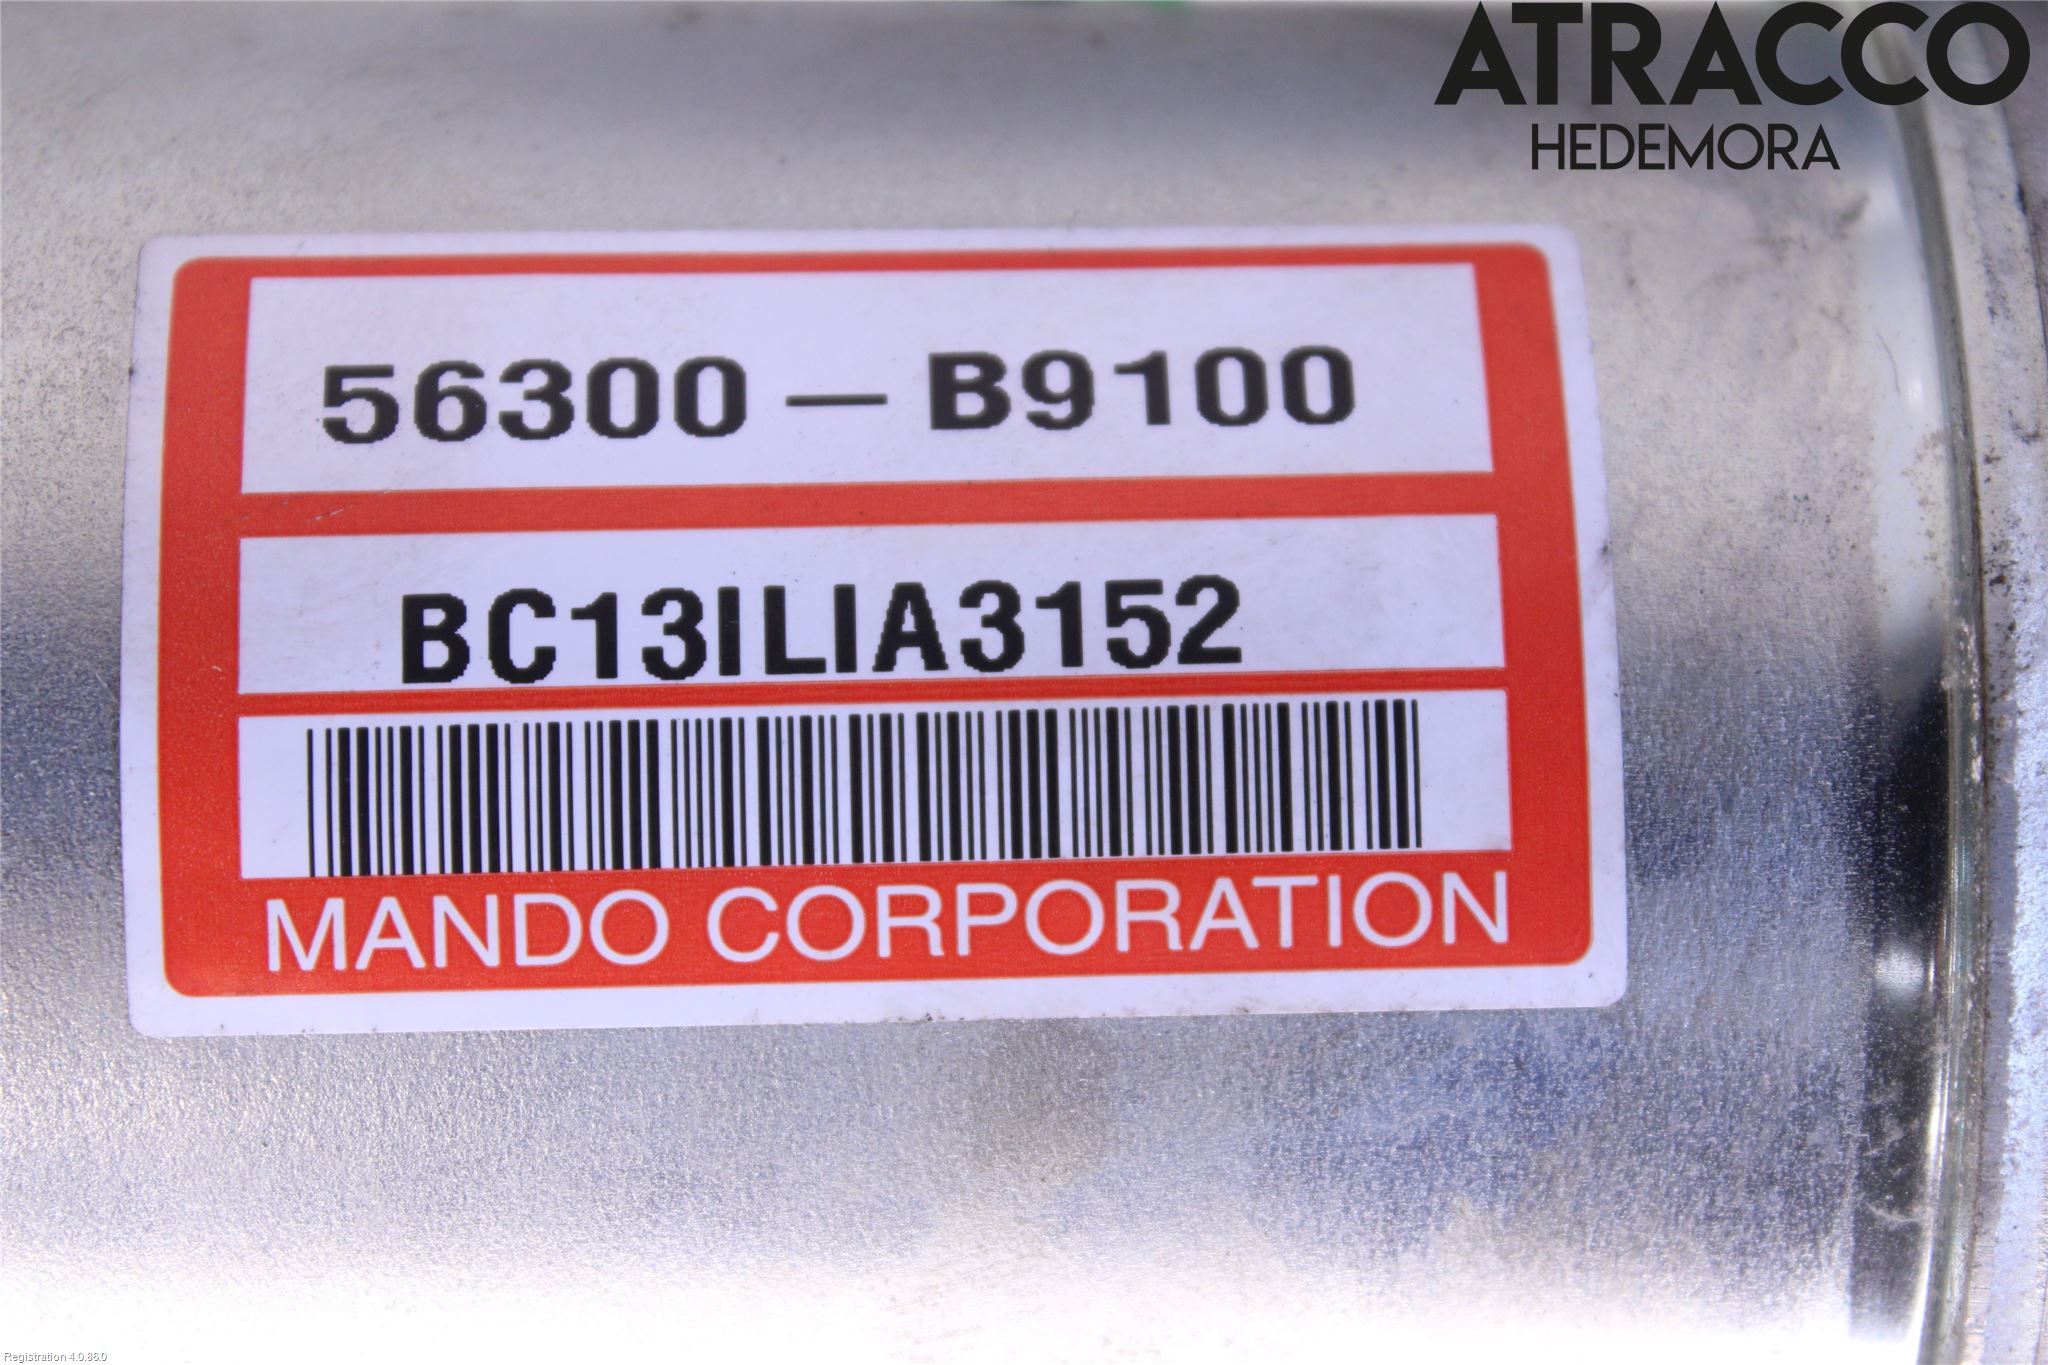 ATRACCO
HEDEMORA
56300-B9100
BC13ILIA3152
MANDO CORPORATION
Registration 4.0.86.0